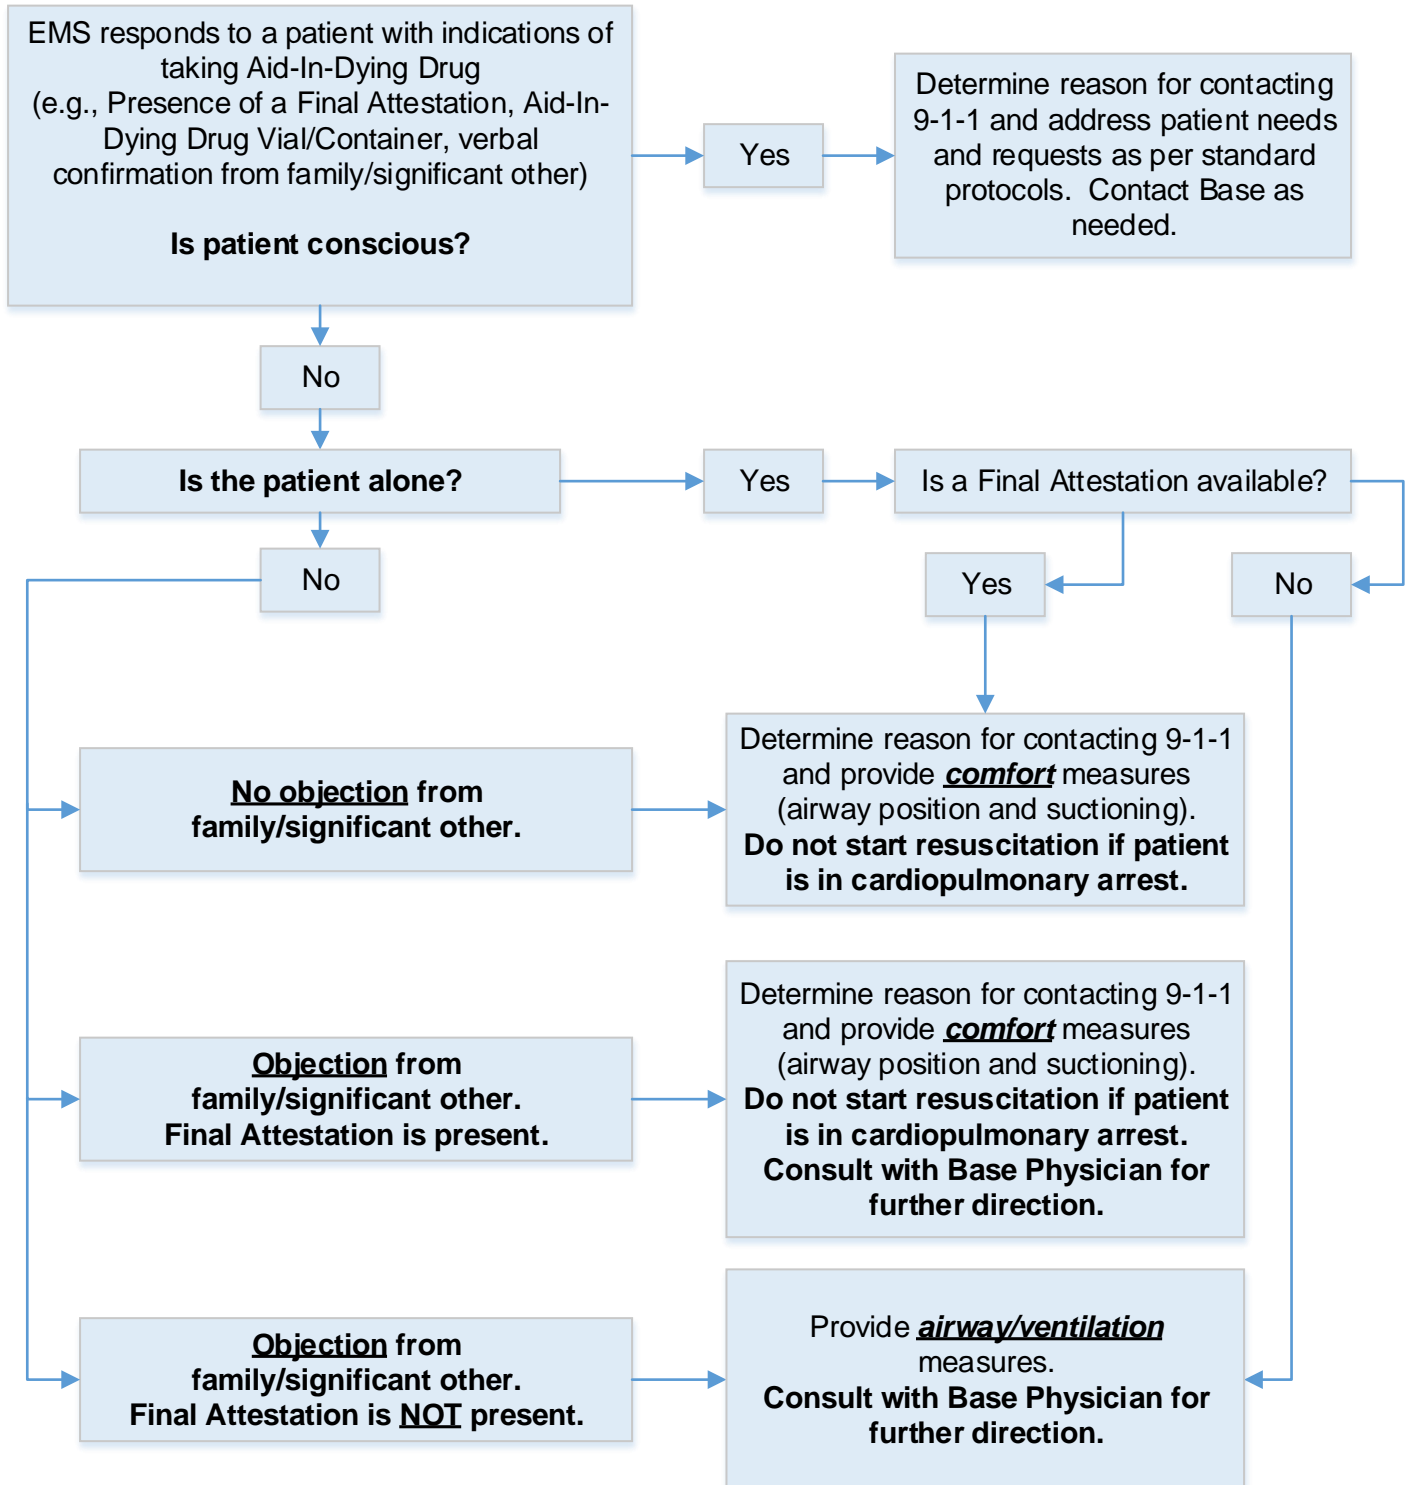 EMS responds to a patient with indications of
taking Aid-In-Dying Drug
(e.g., Presence of a Final Attestation, Aid-In-
Dying Drug Vial/Container, verbal
confirmation from family/significant other)
Is patient conscious?
Yes
Determine reason for contacting
9-1-1 and address patient needs
and requests as per standard
protocols.  Contact Base as
needed.
No
Is the patient alone?
Yes
Is a Final Attestation available?
No
Yes
No
No objection from
family/significant other.
Determine reason for contacting 9-1-1
and provide comfort measures
(airway position and suctioning).
Do not start resuscitation if patient
is in cardiopulmonary arrest.
Objection from
family/significant other.
Final Attestation is present.
Determine reason for contacting 9-1-1
and provide comfort measures
(airway position and suctioning).
Do not start resuscitation if patient
is in cardiopulmonary arrest.
Consult with Base Physician for
further direction.
Objection from
family/significant other.
Final Attestation is NOT present.
Provide airway/ventilation
measures.
Consult with Base Physician for
further direction.